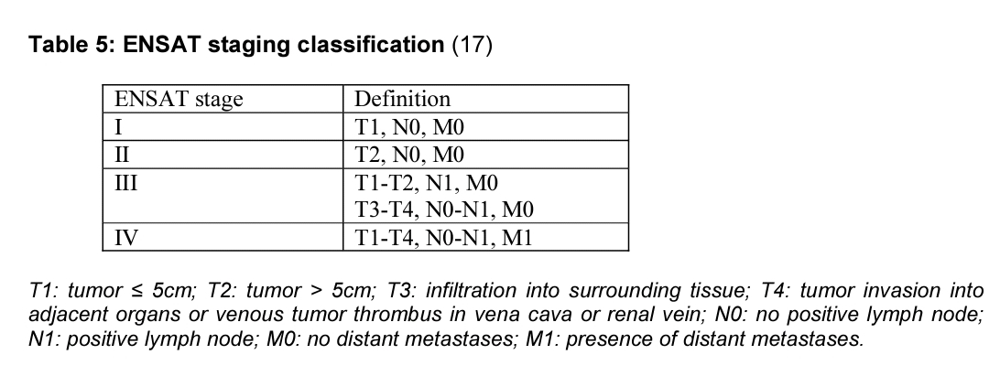 Table 5: ENSAT staging classification (17)
ENSAT stage Definition
I T1, N0, M0
II T2, N0, M0
III T1-T2, N1, M0
T3-T4, N0-N1, M0
IV T1-T4, N0-N1, M1
T1: tumor ≤ 5cm; T2: tumor > 5cm; T3: infiltration into surrounding tissue; T4: tumor invasion into
adjacent organs or venous tumor thrombus in vena cava or renal vein; N0: no positive lymph node;
N1: positive lymph node; M0: no distant metastases; M1: presence of distant metastases.